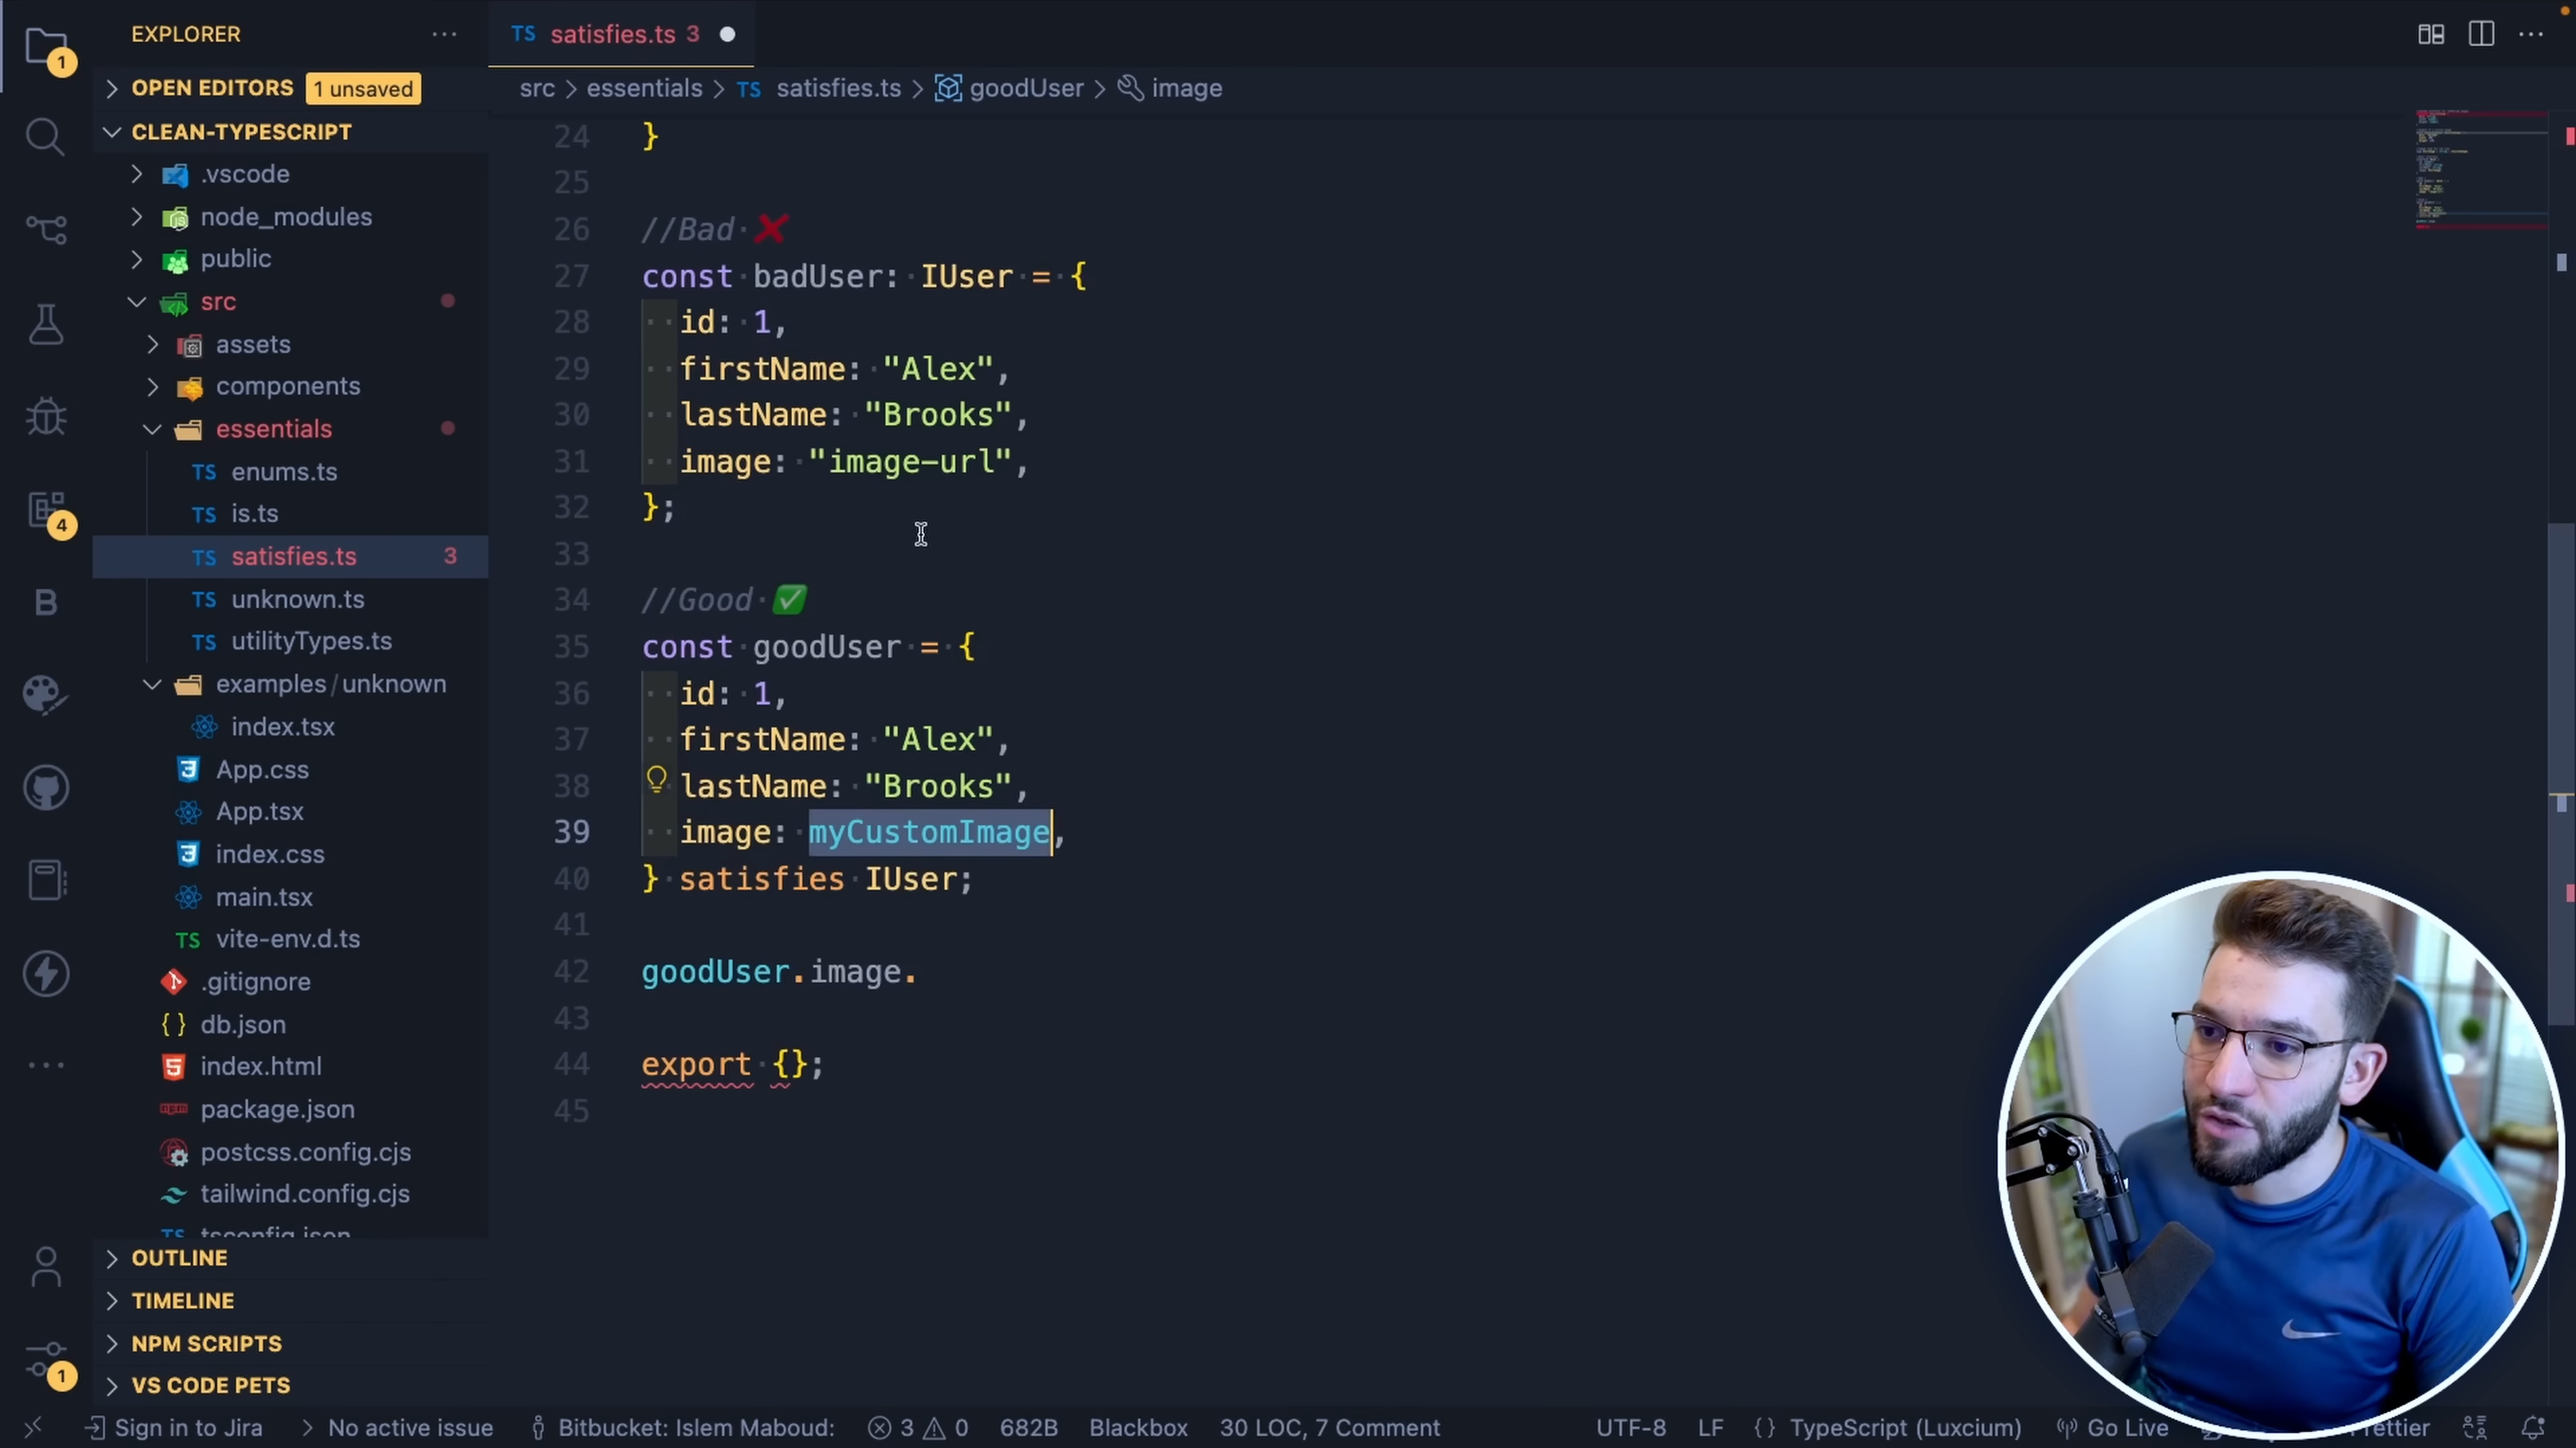 EXPLORER ···
TS satisfies.ts 3
OPEN EDITORS 1 unsaved
src > essentials > TS satisfies.ts > goodUser > image
CLEAN-TYPESCRIPT
.vscode
node_modules
public
src
assets
components
essentials
TS enums.ts
TS is.ts
TS satisfies.ts 3
TS unknown.ts
TS utilityTypes.ts
examples/unknown
index.tsx
App.css
App.tsx
index.css
main.tsx
TS vite-env.d.ts
.gitignore
{ } db.json
index.html
package.json
postcss.config.cjs
tailwind.config.cjs
TS tsconfig.json
OUTLINE
TIMELINE
NPM SCRIPTS
VS CODE PETS
1
4
B
1
24 }
25
26 //Bad ❌
27 const badUser: IUser = {
28 id: 1,
29 firstName: "Alex",
30 lastName: "Brooks",
31 image: "image-url",
32 };
33
34 //Good ✅
35 const goodUser = {
36 id: 1,
37 firstName: "Alex",
38 lastName: "Brooks",
39 image: myCustomImage,
40 } satisfies IUser;
41
42 goodUser.image.
43
44 export {};
45
Sign in to Jira > No active issue Bitbucket: Islem Maboud: 3 0 682B Blackbox 30 LOC, 7 Comment UTF-8 LF { } TypeScript (Luxcium) Go Live rettier